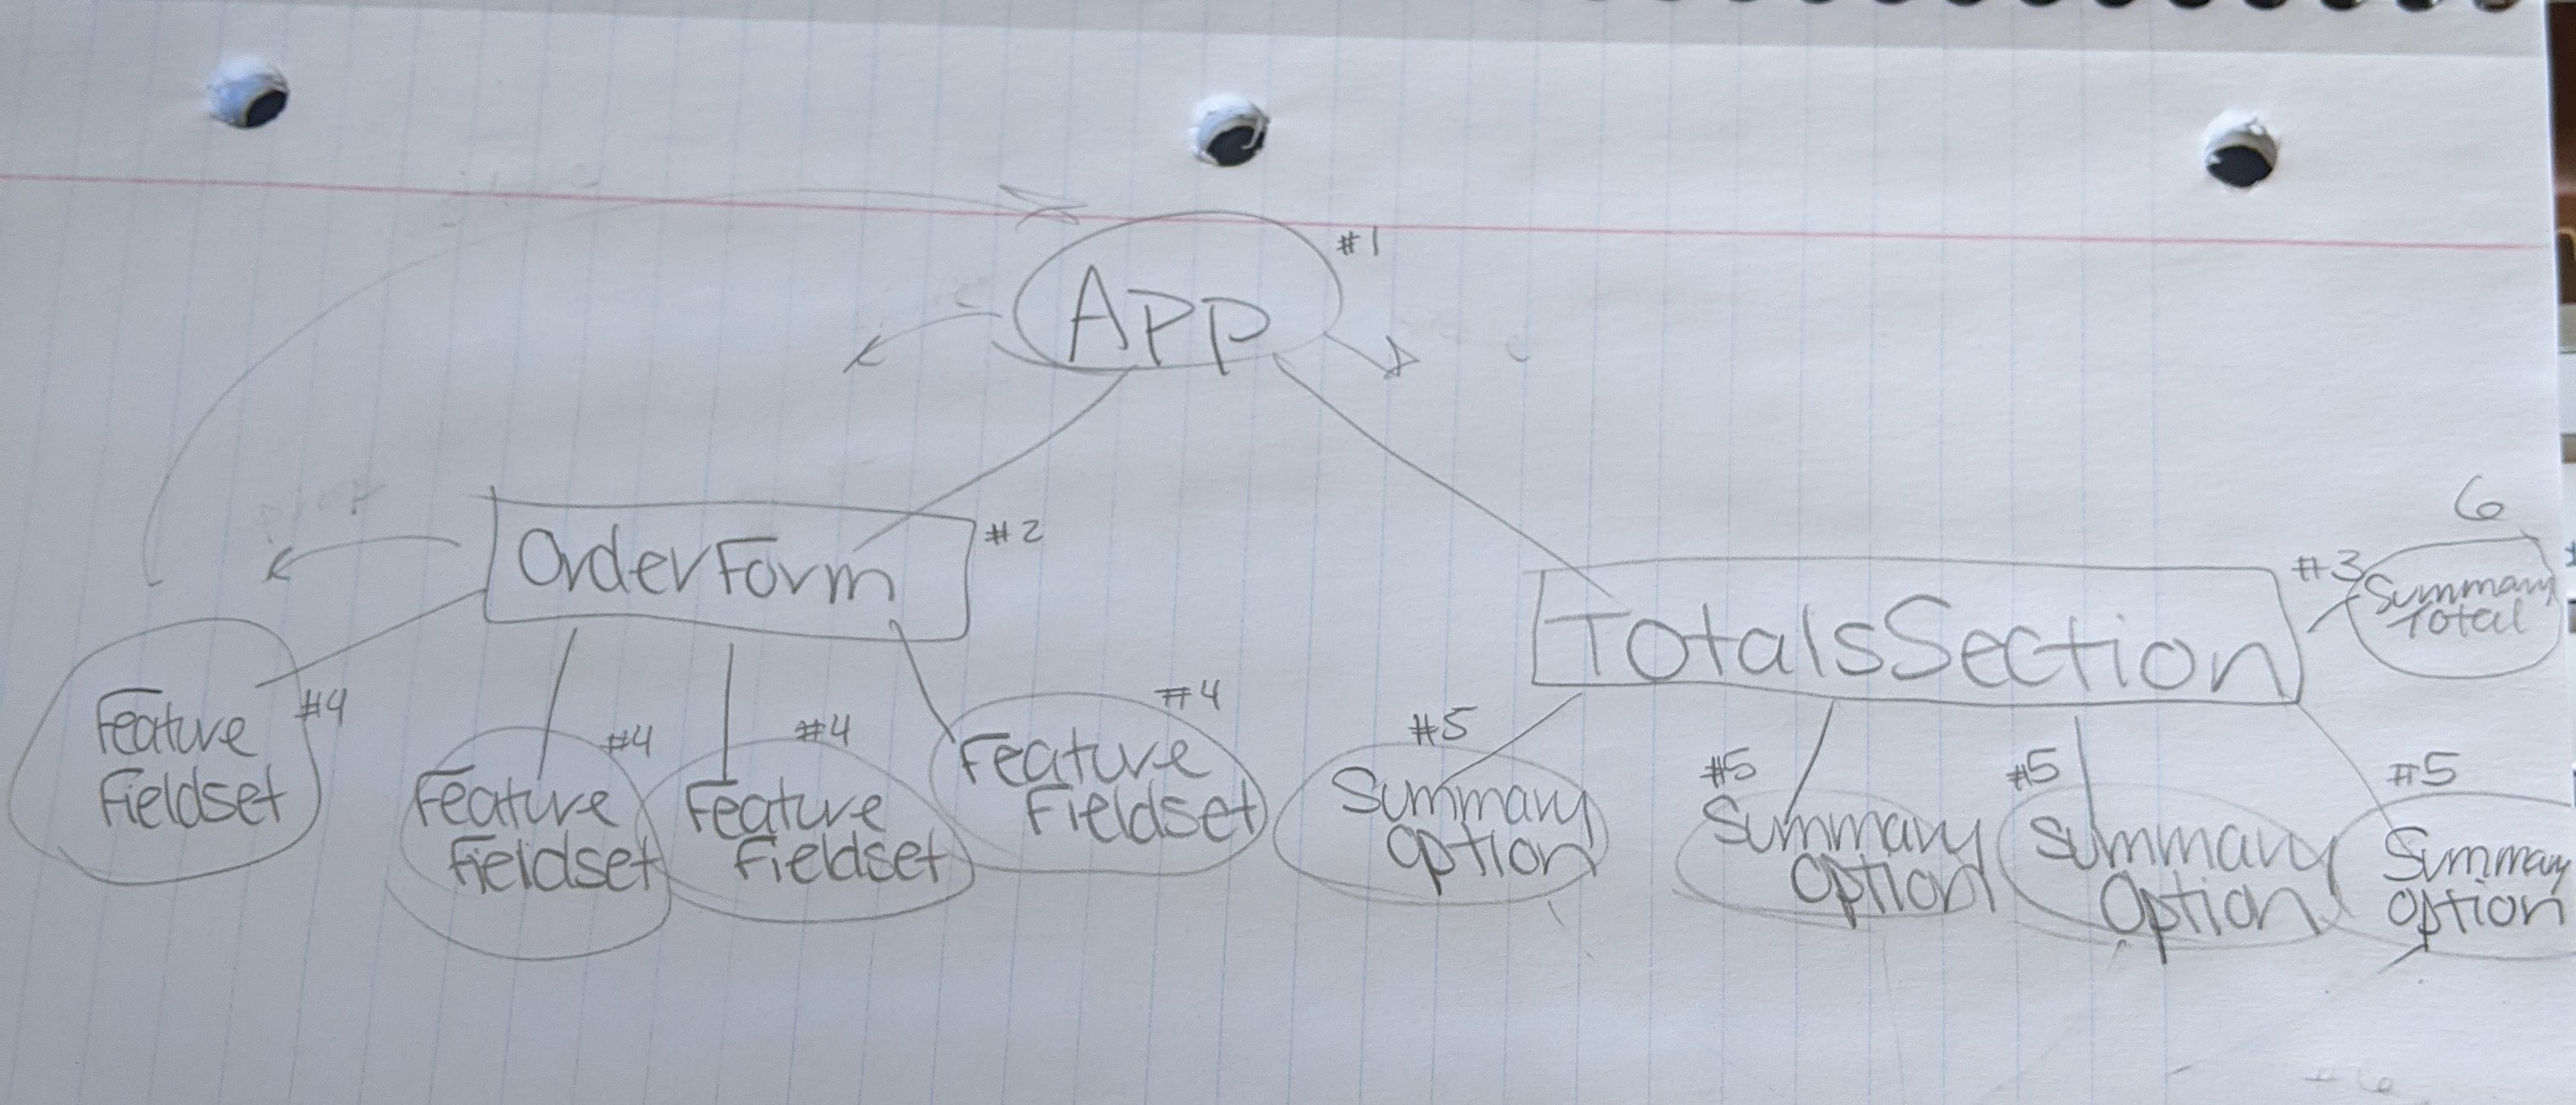 #1
App
OrderForm
#2
TotalsSection
#3
6
Summary
Total
Feature
Fieldset
#4
Feature
Fieldset
#4
Feature
Fieldset
#4
Feature
Fieldset
#4
#5
Summary
Option
#5
Summary
Option
#5
Summary
Option
#5
Summary
Option
#6